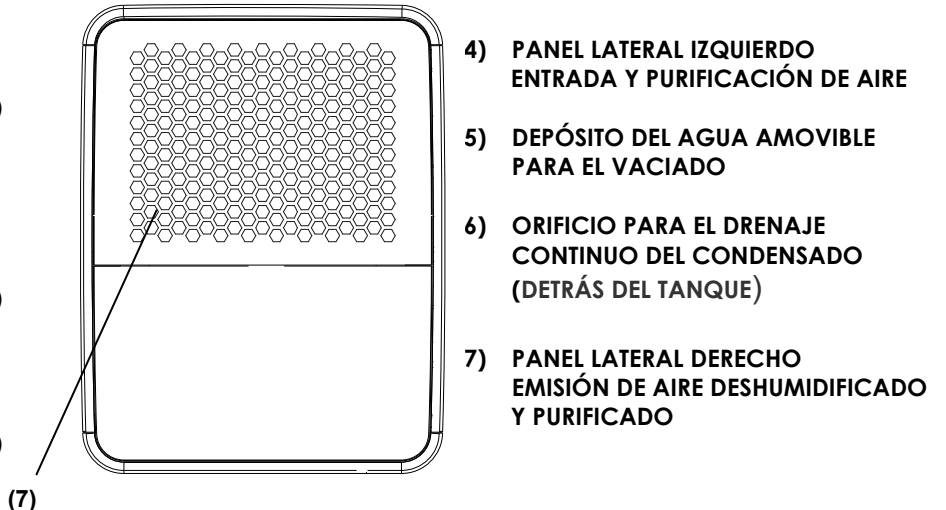 4) PANEL LATERAL IZQUIERDO
ENTRADA Y PURIFICACIÓN DE AIRE
5) DEPÓSITO DEL AGUA AMOVIBLE
PARA EL VACIADO
6) ORIFICIO PARA EL DRENAJE
CONTINUO DEL CONDENSADO
(DETRÁS DEL TANQUE)
7) PANEL LATERAL DERECHO
EMISIÓN DE AIRE DESHUMIDIFICADO
Y PURIFICADO
(7)